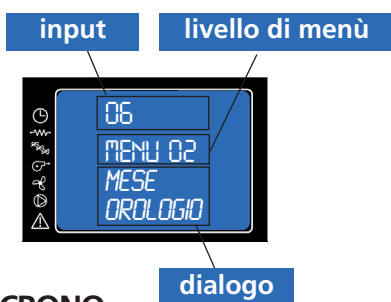 input livello di menù
06
MENU 02
MESE
OROLOGIO
dialogo